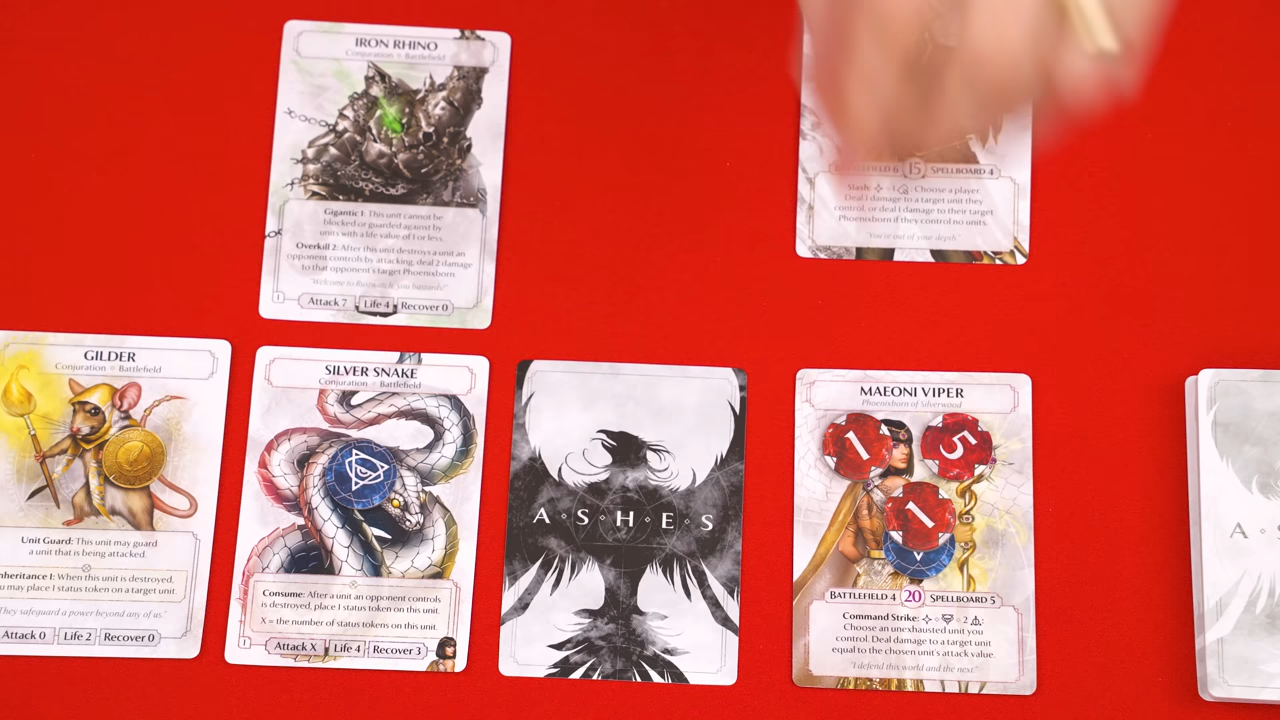 IRON RHINO
Conjuration Battlefield
Gigantic 1: This unit cannot be
blocked or guarded against by
units with a life value of 1 or less.
Overkill 2: After this unit destroys a unit an
opponent controls by attacking, deal 2 damage
to that opponent's target Phoenixborn.
"Welcome to Rustwatch, you bastards!"
1
Attack 7 Life 4 Recover 0
15 SPELLBOARD 4
Slash: 1 : Choose a player.
Deal 1 damage to a target unit they
control, or deal 1 damage to their target
Phoenixborn if they control no units.
"You're out of your depth."
GILDER
Conjuration Battlefield
Unit Guard: This unit may guard
a unit that is being attacked.
Inheritance 1: When this unit is destroyed,
may place 1 status token on a target unit.
They safeguard a power beyond any of us."
Attack 0 Life 2 Recover 0
SILVER SNAKE
Conjuration Battlefield
Consume: After a unit an opponent controls
is destroyed, place 1 status token on this unit.
X = the number of status tokens on this unit.
1
Attack X Life 4 Recover 3
A·S·H·E·S
MAEONI VIPER
Phoenixborn of Silverwood
1
5
1
BATTLEFIELD 4 20 SPELLBOARD 5
Command Strike: 2 :
Choose an unexhausted unit you
control. Deal damage to a target unit
equal to the chosen unit's attack value.
"I defend this world and the next."
A